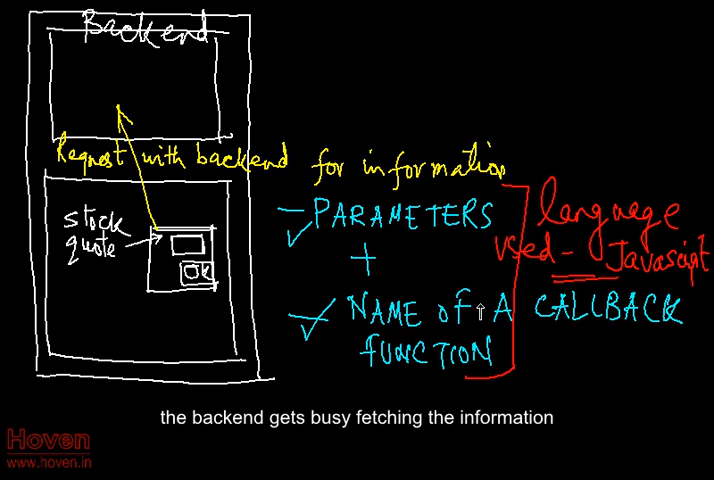 Backend
Request with backend for information
stock
quote
OK
PARAMETERS
+
NAME OF A CALLBACK
FUNCTION
language
used - Javascript
the backend gets busy fetching the information
Hoven
www.hoven.in